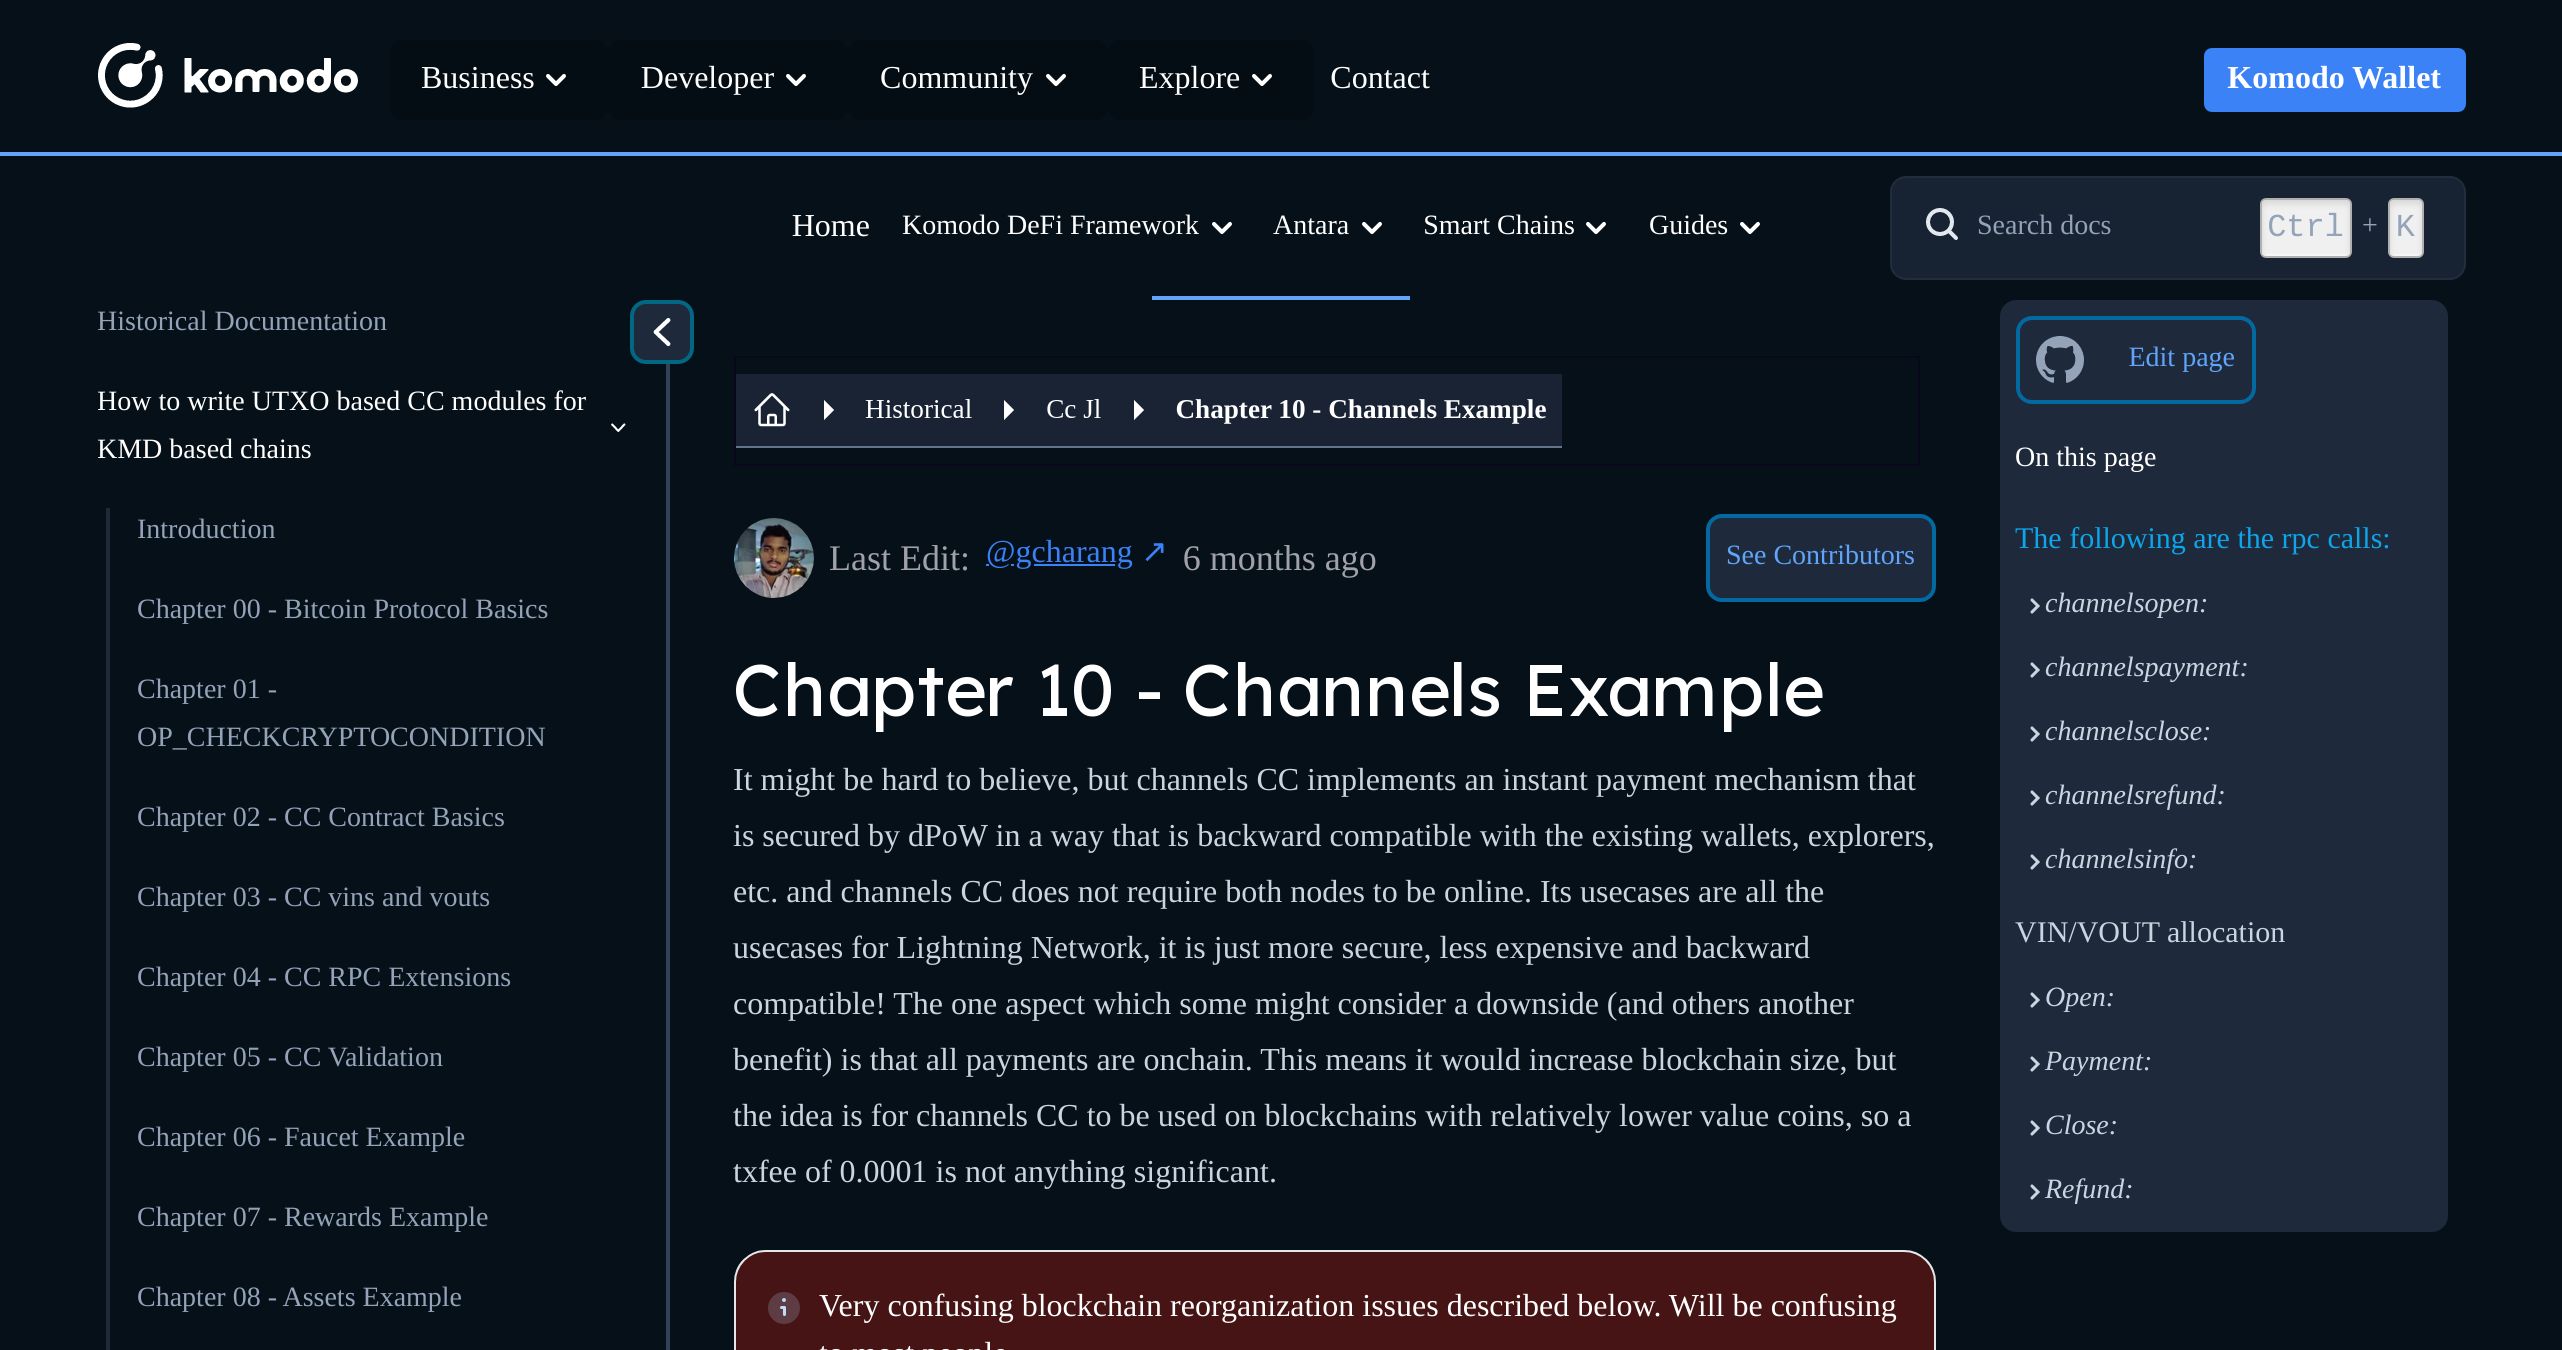 komodo
Business
Developer
Community
Explore
Contact
Komodo Wallet
Home
Komodo DeFi Framework
Antara
Smart Chains
Guides
Search docs
Ctrl + K
Historical Documentation
How to write UTXO based CC modules for
KMD based chains
Introduction
Chapter 00 - Bitcoin Protocol Basics
Chapter 01 -
OP_CHECKCRYPTOCONDITION
Chapter 02 - CC Contract Basics
Chapter 03 - CC vins and vouts
Chapter 04 - CC RPC Extensions
Chapter 05 - CC Validation
Chapter 06 - Faucet Example
Chapter 07 - Rewards Example
Chapter 08 - Assets Example
Historical
Cc Jl
Chapter 10 - Channels Example
Last Edit: @gcharang ↗ 6 months ago
See Contributors
Chapter 10 - Channels Example
It might be hard to believe, but channels CC implements an instant payment mechanism that
is secured by dPoW in a way that is backward compatible with the existing wallets, explorers,
etc. and channels CC does not require both nodes to be online. Its usecases are all the
usecases for Lightning Network, it is just more secure, less expensive and backward
compatible! The one aspect which some might consider a downside (and others another
benefit) is that all payments are onchain. This means it would increase blockchain size, but
the idea is for channels CC to be used on blockchains with relatively lower value coins, so a
txfee of 0.0001 is not anything significant.
Very confusing blockchain reorganization issues described below. Will be confusing
to most people
Edit page
On this page
The following are the rpc calls:
channelsopen:
channelspayment:
channelsclose:
channelsrefund:
channelsinfo:
VIN/VOUT allocation
Open:
Payment:
Close:
Refund: